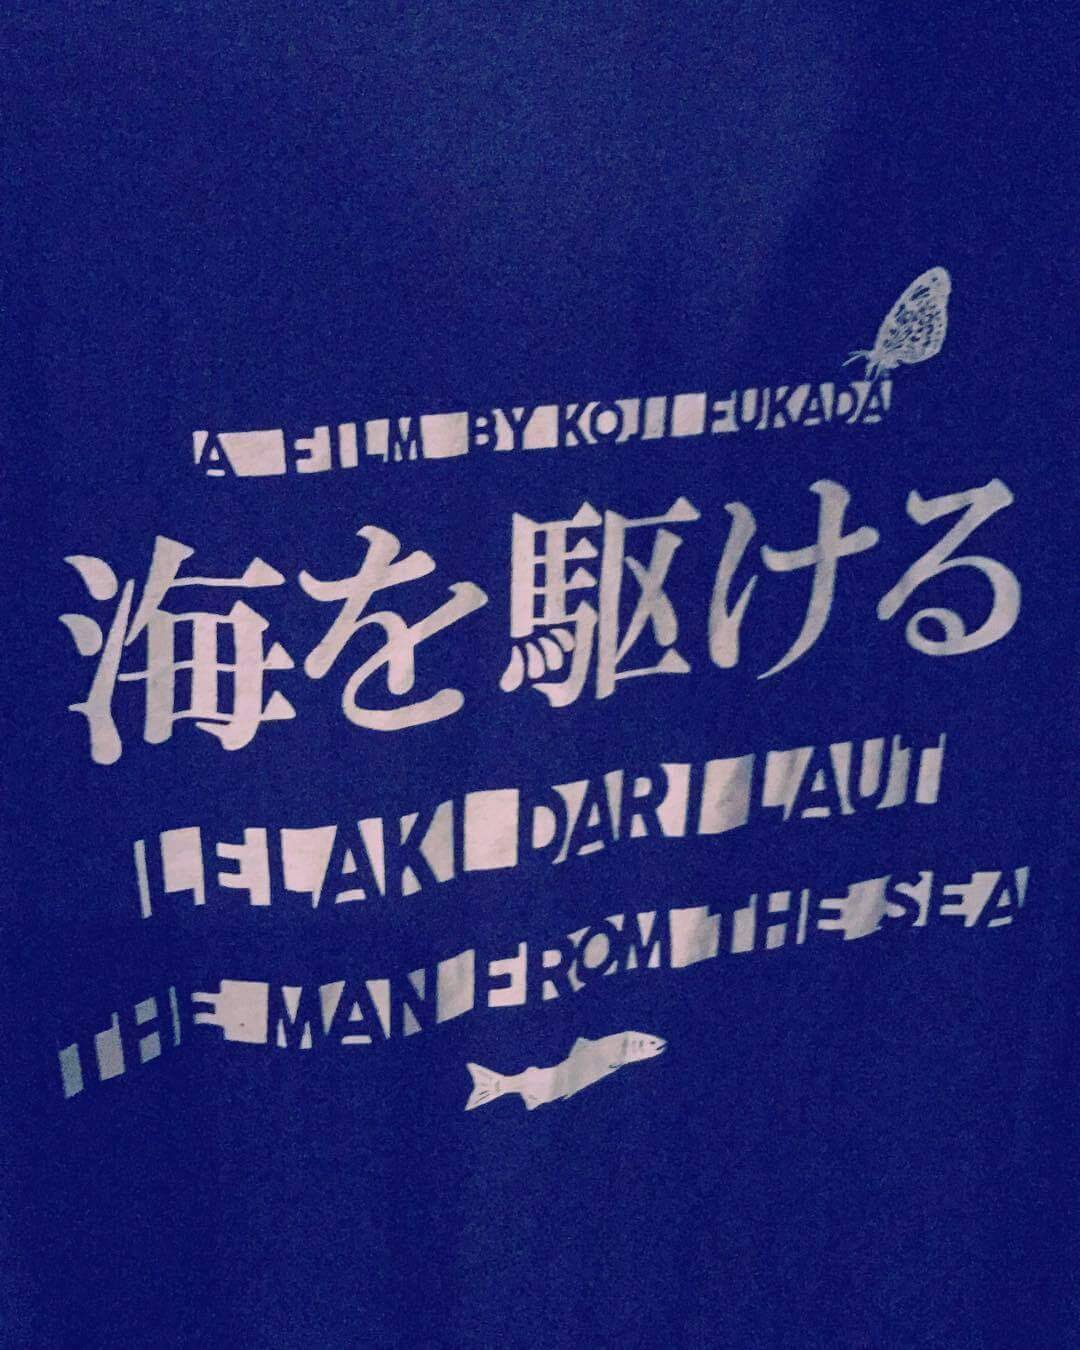 A FILM BY KOJI FUKADA
海を駆ける
LELAKI DARI LAUT
THE MAN FROM THE SEA